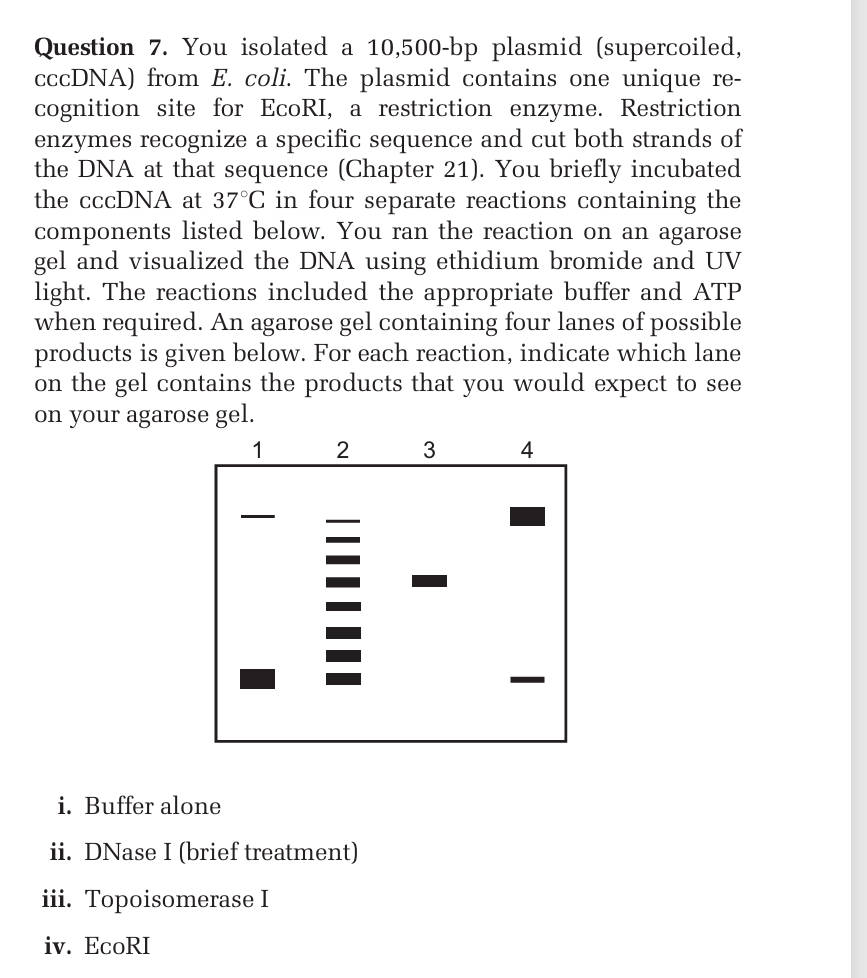 Question 7. You isolated a 10,500-bp plasmid (supercoiled,
cccDNA) from E. coli. The plasmid contains one unique re-
cognition site for EcoRI, a restriction enzyme. Restriction
enzymes recognize a specific sequence and cut both strands of
the DNA at that sequence (Chapter 21). You briefly incubated
the cccDNA at 37°C in four separate reactions containing the
components listed below. You ran the reaction on an agarose
gel and visualized the DNA using ethidium bromide and UV
light. The reactions included the appropriate buffer and ATP
when required. An agarose gel containing four lanes of possible
products is given below. For each reaction, indicate which lane
on the gel contains the products that you would expect to see
on your agarose gel.
1 2 3 4
i. Buffer alone
ii. DNase I (brief treatment)
iii. Topoisomerase I
iv. EcoRI